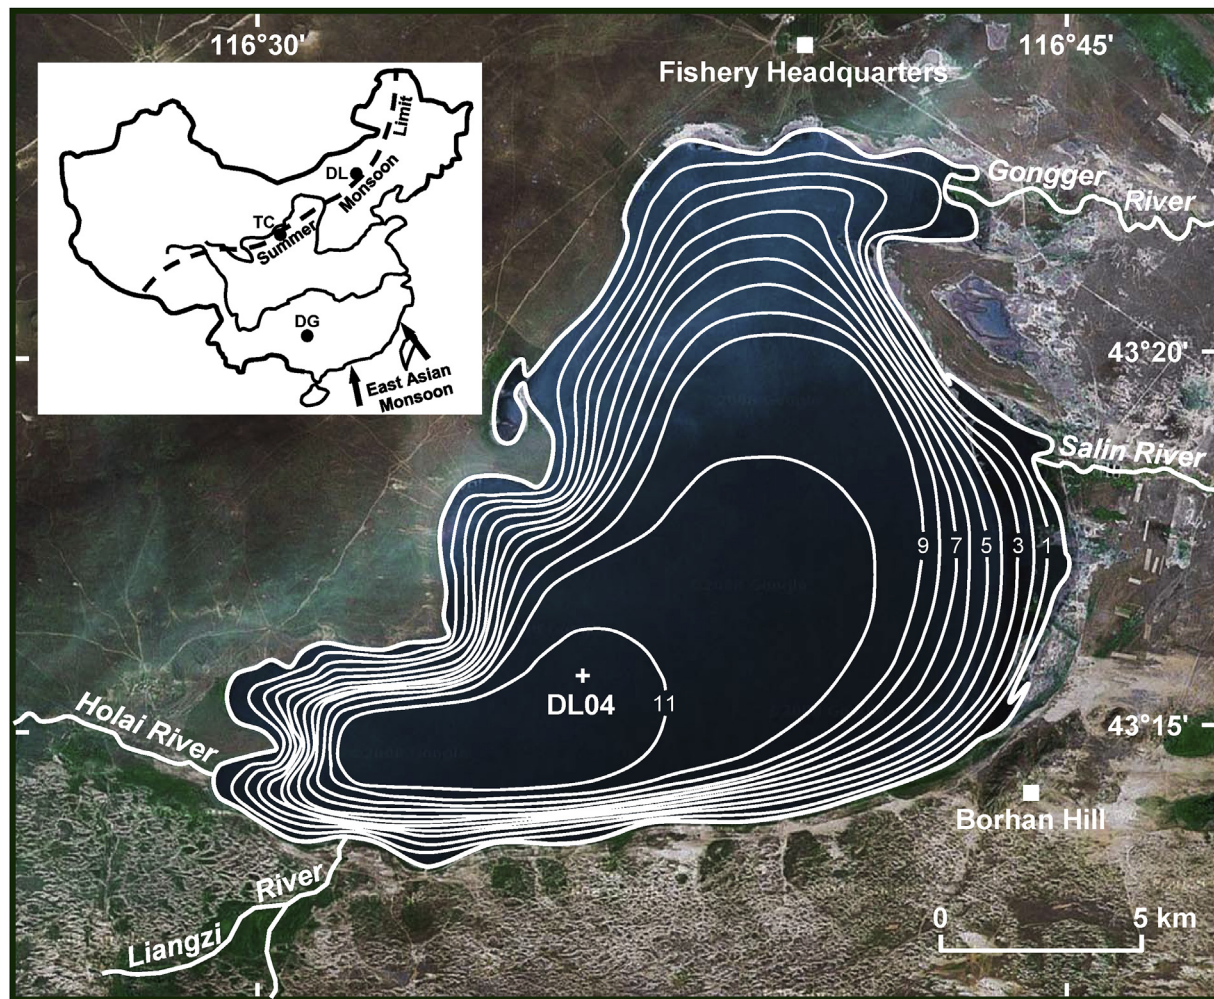 116°30'
116°45'
Fishery Headquarters
Limit
DL
Monsoon
TC
Summer
DG
East Asian
Monsoon
Gongger
River
43°20'
Salin River
9 7 5 3 1
DL04
11
Holai River
43°15'
Borhan Hill
River
Liangzi
0 5 km